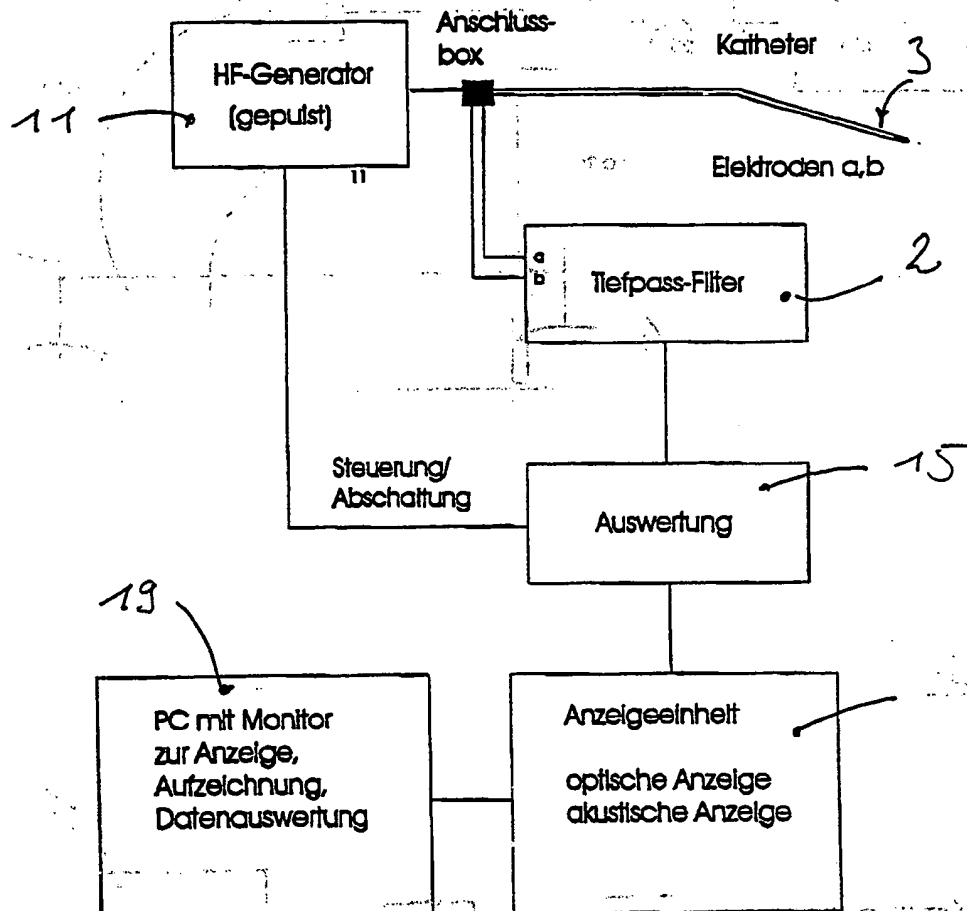 Anschluss-
box
HF-Generator
(gepulst)
11
11
Katheter
3
Elektroden a,b
a
b
Tiefpass-Filter
2
Steuerung/
Abschaltung
Auswertung
15
19
PC mit Monitor
zur Anzeige,
Aufzeichnung,
Datenauswertung
Anzeigeeinheit
optische Anzeige
akustische Anzeige